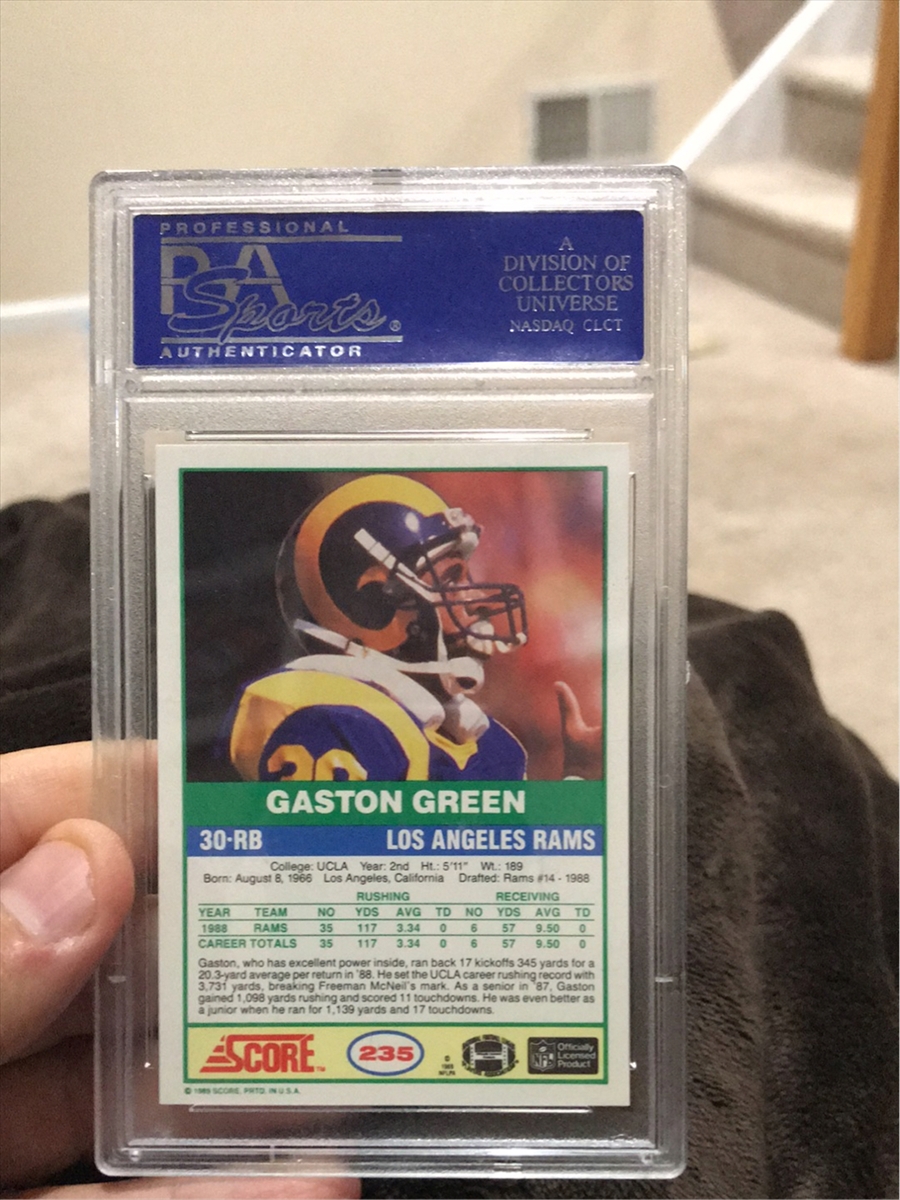 PROFESSIONAL
PSA
Sports®
AUTHENTICATOR
A
DIVISION OF
COLLECTORS
UNIVERSE
NASDAQ CLCT
GASTON GREEN
30-RB LOS ANGELES RAMS
College: UCLA Year: 2nd Ht.: 5'11" Wt.: 189
Born: August 8, 1966 Los Angeles, California Drafted: Rams #14 - 1988
RUSHING RECEIVING
YEAR TEAM NO YDS AVG TD NO YDS AVG TD
1988 RAMS 35 117 3.34 0 6 57 9.50 0
CAREER TOTALS 35 117 3.34 0 6 57 9.50 0
Gaston, who has excellent power inside, ran back 17 kickoffs 345 yards for a
20.3-yard average per return in '88. He set the UCLA career rushing record with
3,731 yards, breaking Freeman McNeil's mark. As a senior in '87, Gaston
gained 1,098 yards rushing and scored 11 touchdowns. He was even better as
a junior when he ran for 1,139 yards and 17 touchdowns.
SCORE™ 235
© 1989 NFLPA
NFL
Officially
Licensed
Product
© 1989 SCORE, PRTD. IN U.S.A.